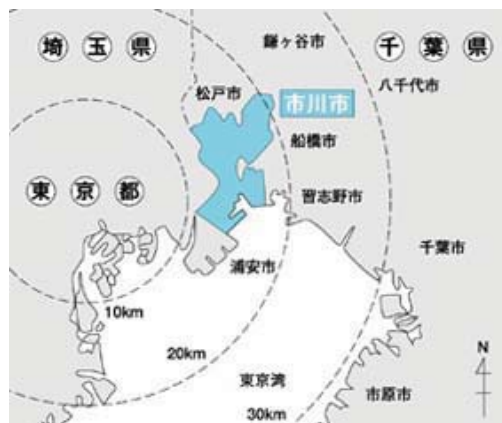 埼玉県
鎌ヶ谷市
千葉県
八千代市
松戸市
市川市
船橋市
東京都
習志野市
千葉市
浦安市
10km
20km
東京湾
30km
市原市
N